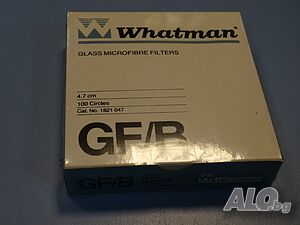 Whatman®
GLASS MICROFIBRE FILTERS
4.7 cm
100 Circles
Cat. No. 1821 047
GF/B
GF/B
Whatman
ALO.bg